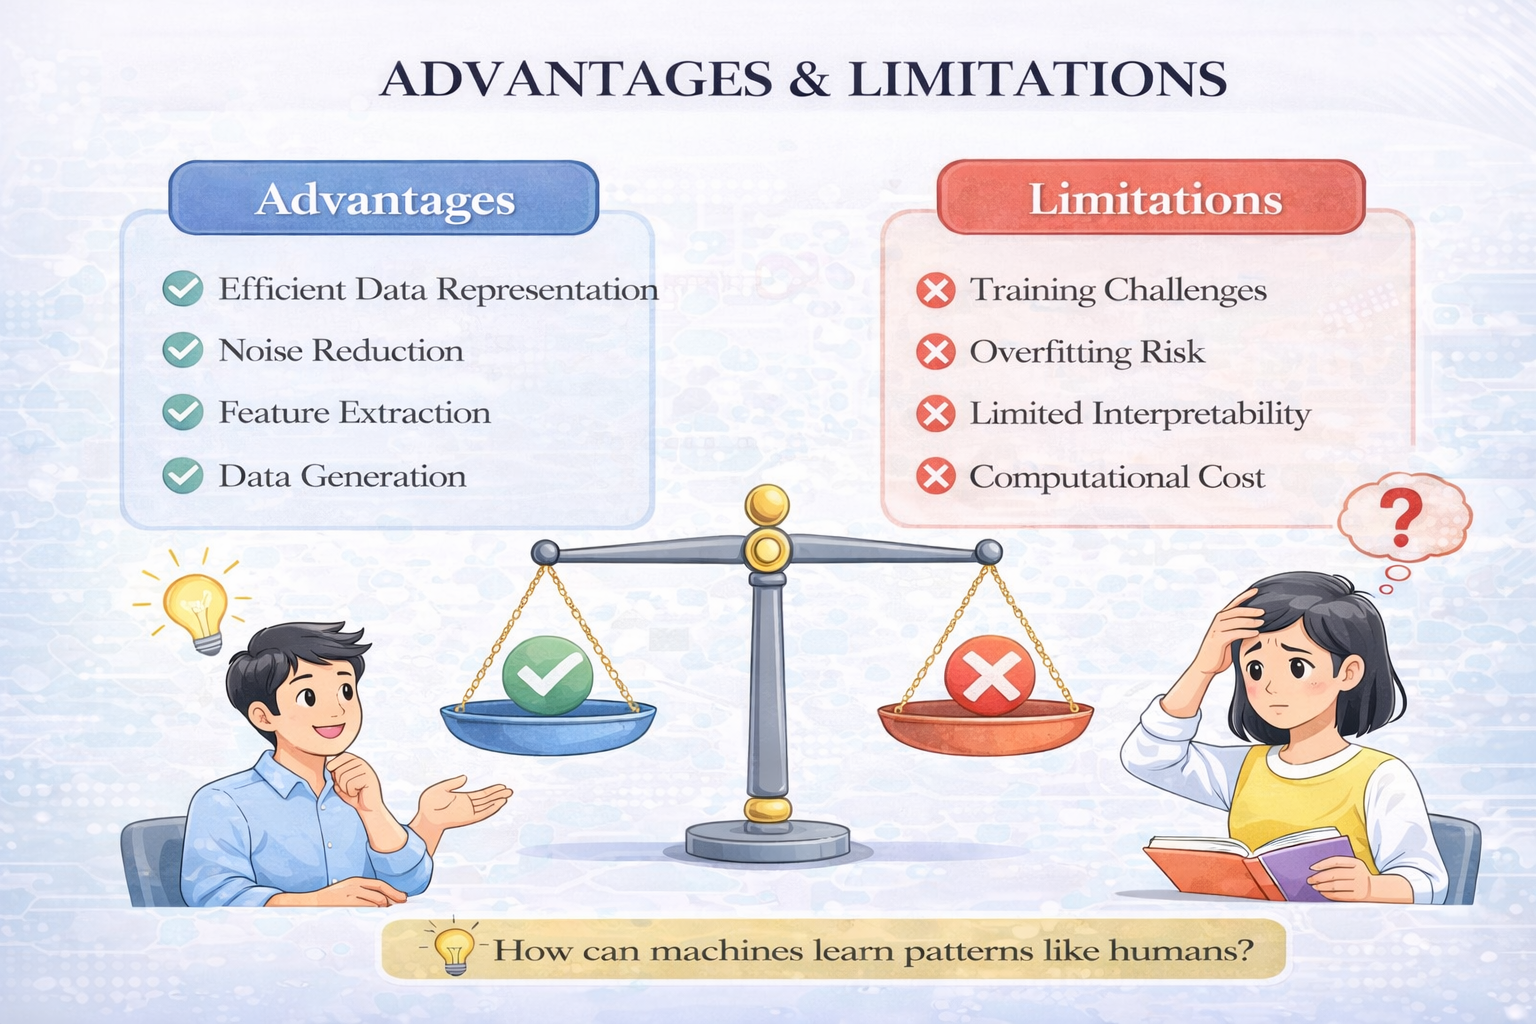 ADVANTAGES & LIMITATIONS
Advantages
Efficient Data Representation
Noise Reduction
Feature Extraction
Data Generation
Limitations
Training Challenges
Overfitting Risk
Limited Interpretability
Computational Cost
?
How can machines learn patterns like humans?